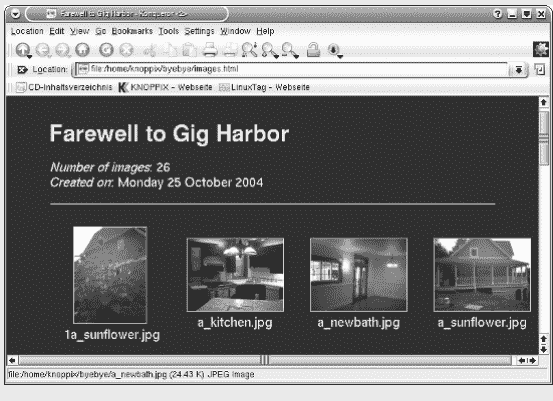 Farewell to Gig Harbor - Konqueror <2>
Location Edit View Go Bookmarks Tools Settings Window Help
Location: file:/home/knoppix/byebye/images.html
CD-Inhaltsverzeichnis KNOPPIX - Webseite LinuxTag - Webseite
Farewell to Gig Harbor
Number of images: 26
Created on: Monday 25 October 2004
1a_sunflower.jpg a_kitchen.jpg a_newbath.jpg a_sunflower.jpg
file:/home/knoppix/byebye/a_newbath.jpg (24.43 K) JPEG Image